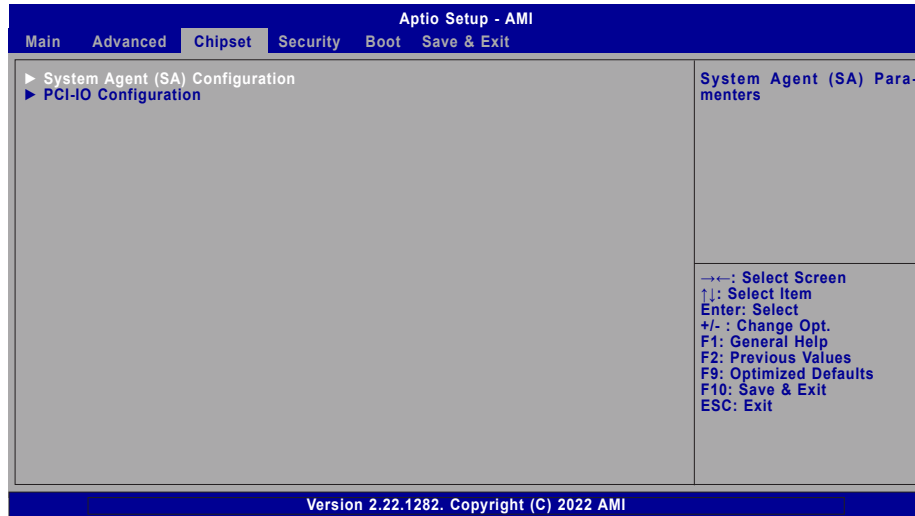 Aptio Setup - AMI
Main Advanced Chipset Security Boot Save & Exit
► System Agent (SA) Configuration
► PCI-IO Configuration
System Agent (SA) Para-
menters
→←: Select Screen
↑↓: Select Item
Enter: Select
+/- : Change Opt.
F1: General Help
F2: Previous Values
F9: Optimized Defaults
F10: Save & Exit
ESC: Exit
Version 2.22.1282. Copyright (C) 2022 AMI